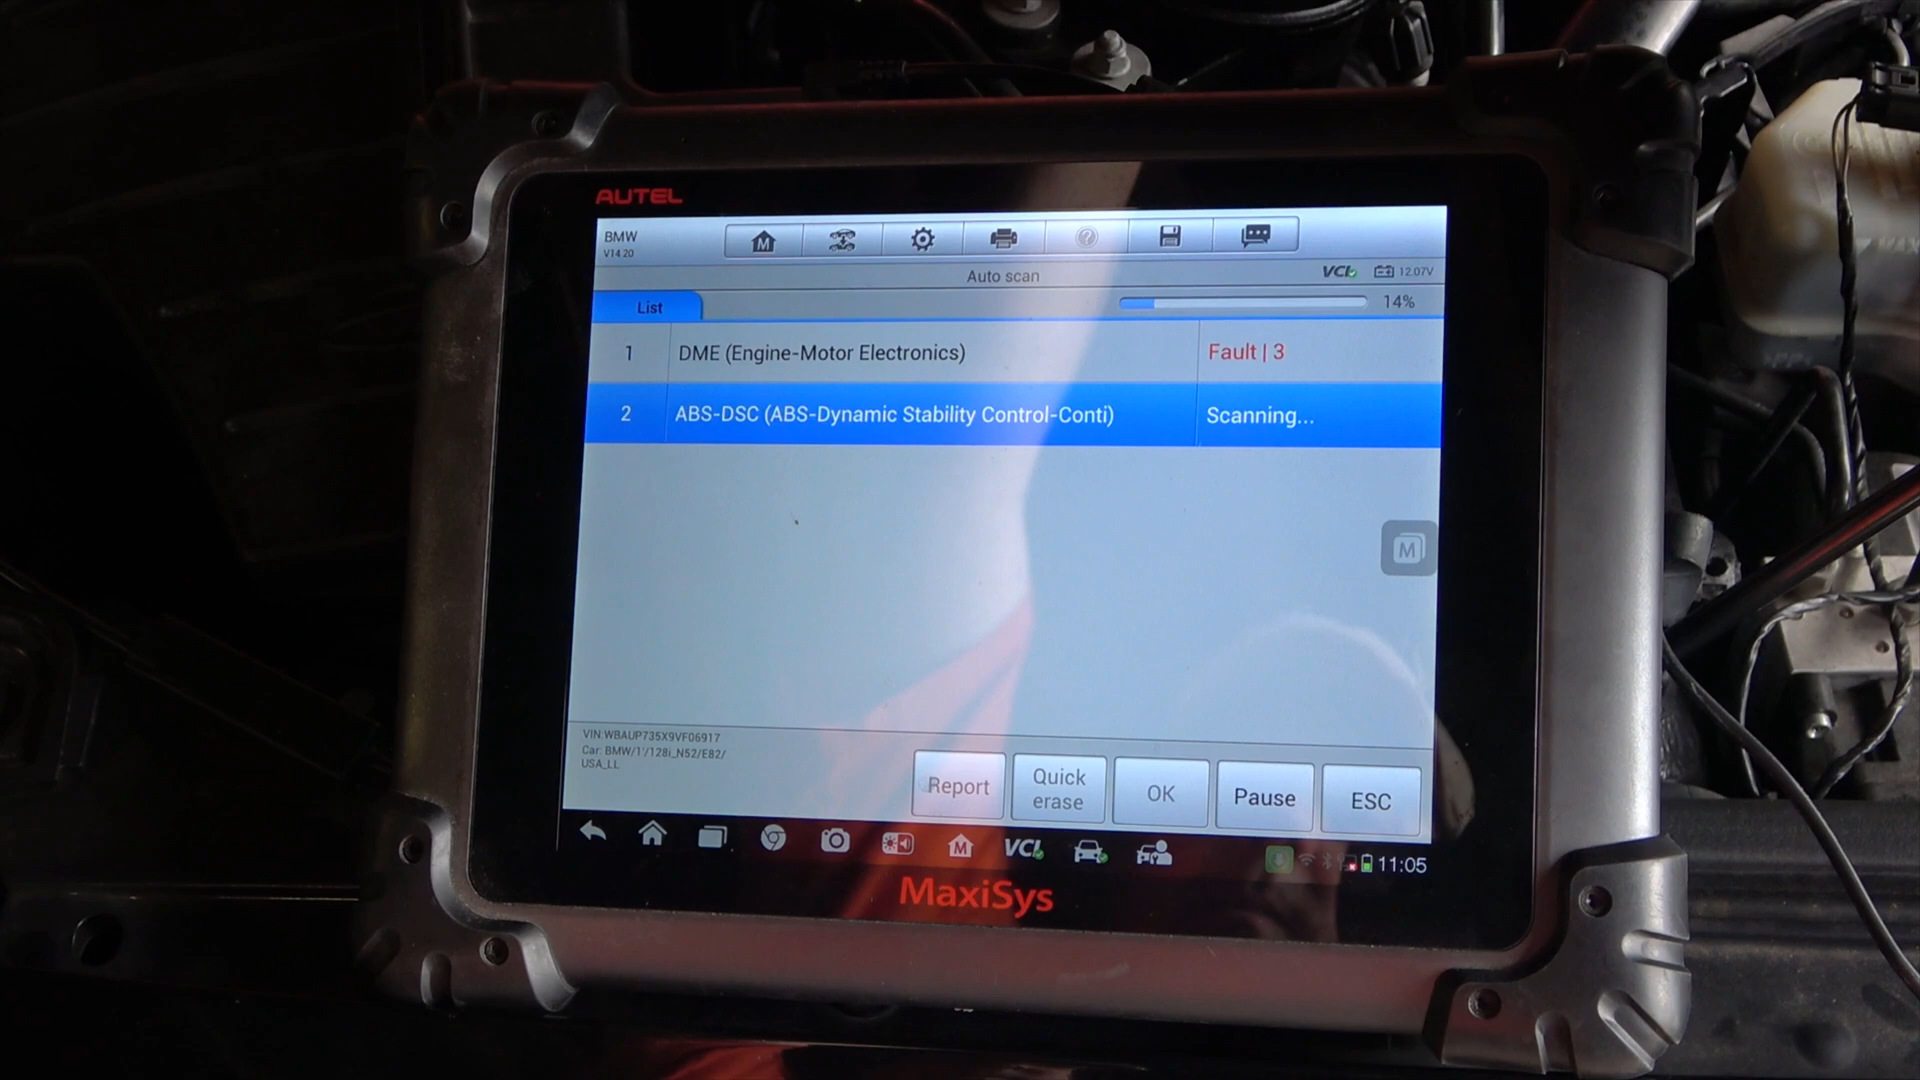 AUTEL
BMW
V14.20
M
?
Auto scan
VCI 12.07V
List
14%
1 DME (Engine-Motor Electronics) Fault | 3
2 ABS-DSC (ABS-Dynamic Stability Control-Conti) Scanning...
M
VIN:WBAUP735X9VF06917
Car: BMW/1'/128i_N52/E82/
USA_LL
Report
Quick
erase
OK
Pause
ESC
M VCI 11:05
MaxiSys